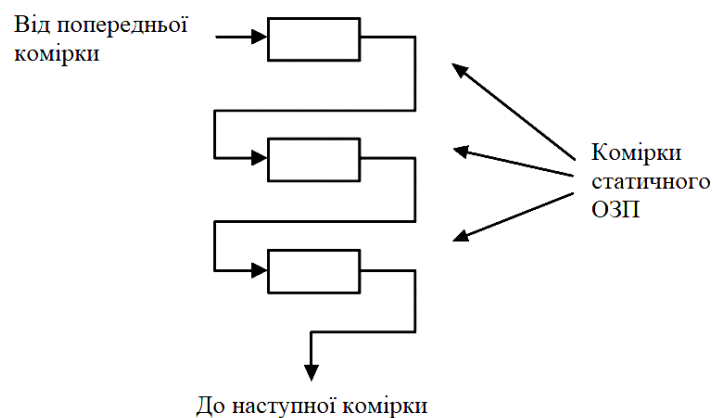 Від попередньої
комірки
Комірки
статичного
ОЗП
До наступної комірки